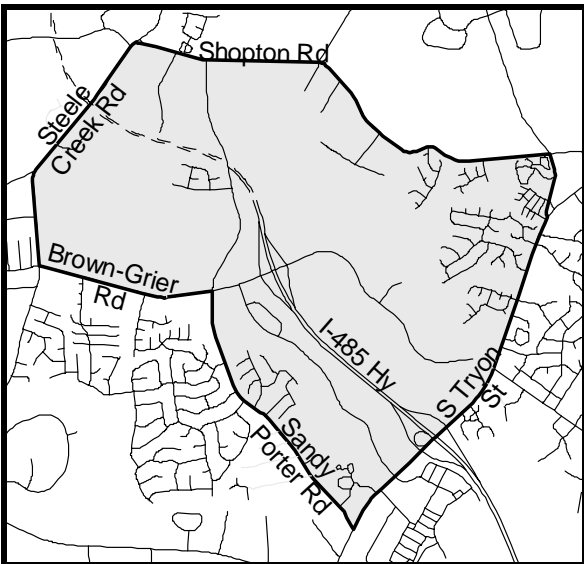 Shopton Rd
Steele
Creek Rd
Brown-Grier
Rd
I-485 Hy
S Tryon
St
Sandy
Porter Rd